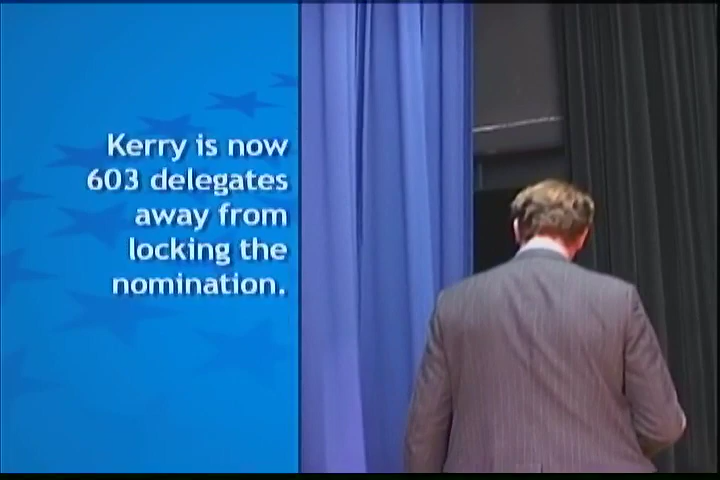 Kerry is now
603 delegates
away from
locking the
nomination.